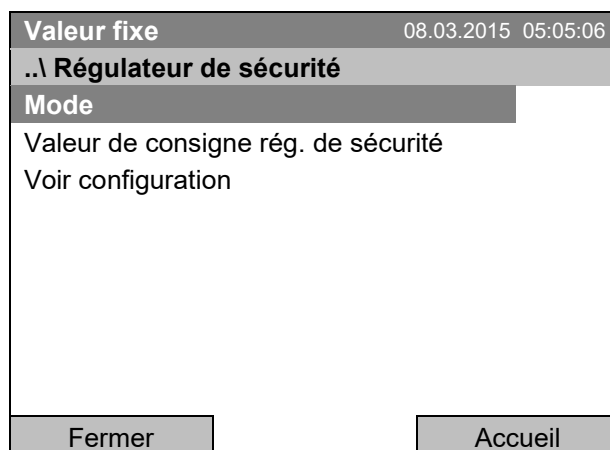 Valeur fixe 08.03.2015 05:05:06
..\ Régulateur de sécurité
Mode
Valeur de consigne rég. de sécurité
Voir configuration
Fermer Accueil